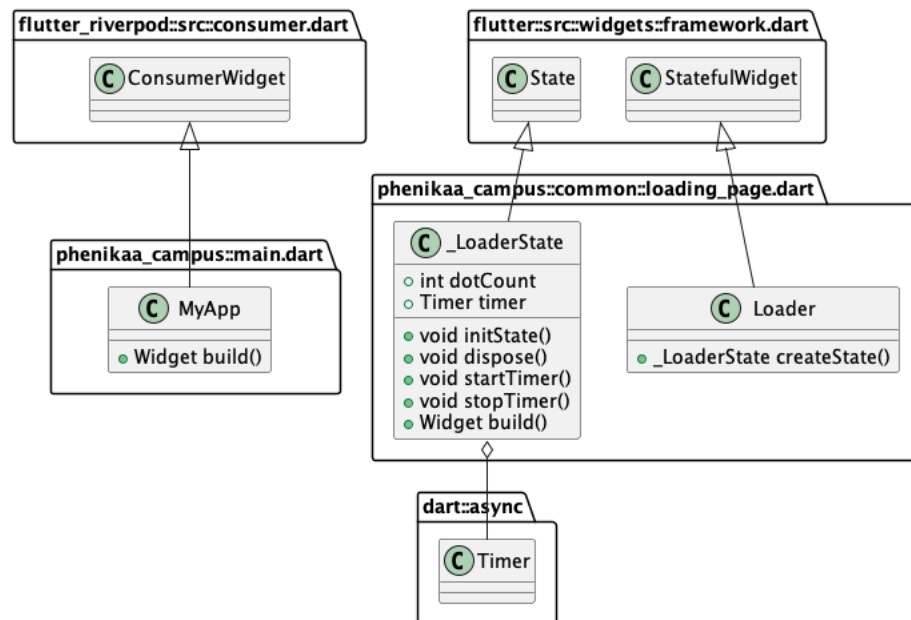 flutter_riverpod::src::consumer.dart
C ConsumerWidget
flutter::src::widgets::framework.dart
C State
C StatefulWidget
phenikaa_campus::main.dart
C MyApp
Widget build()
phenikaa_campus::common::loading_page.dart
C _LoaderState
int dotCount
Timer timer
void initState()
void dispose()
void startTimer()
void stopTimer()
Widget build()
C Loader
_LoaderState createState()
dart::async
C Timer